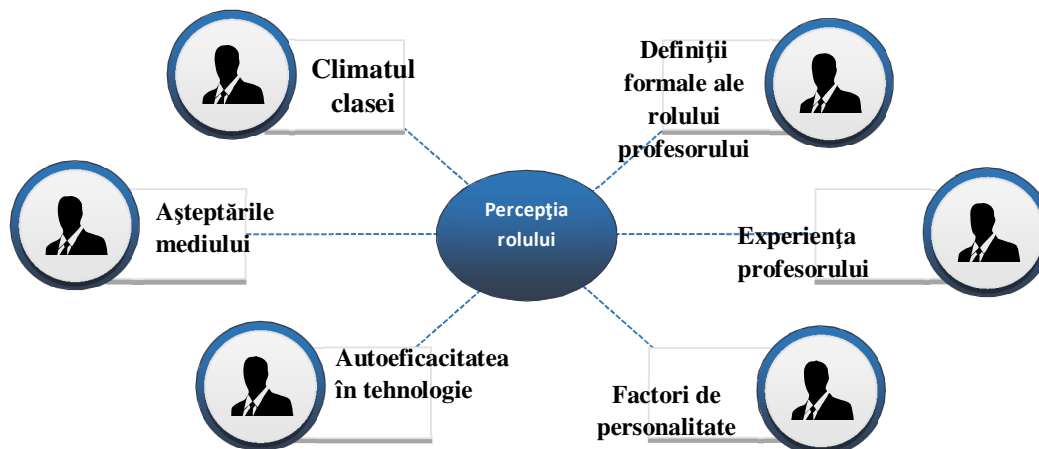 Climatul
clasei
Definiţii
formale ale
rolului
profesorului
Percepţia
rolului
Aşteptările
mediului
Experienţa
profesorului
Autoeficacitatea
în tehnologie
Factori de
personalitate